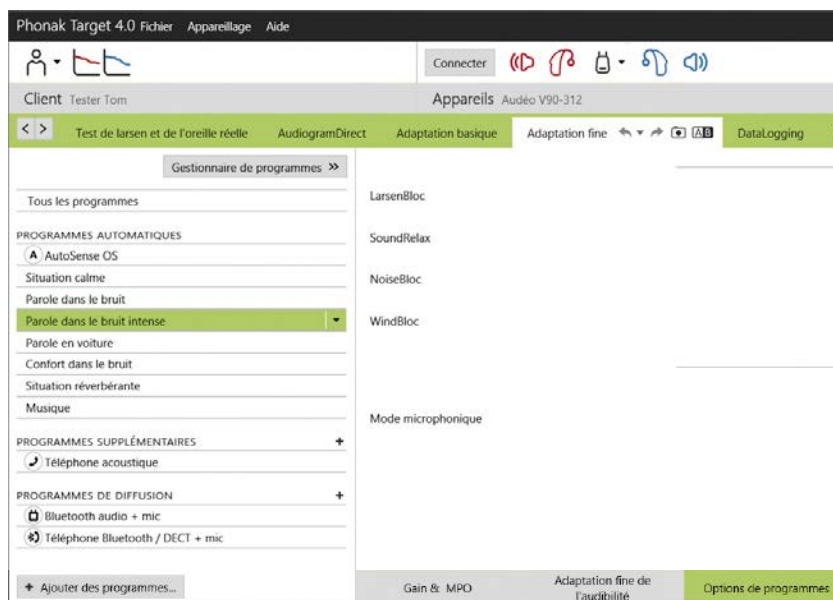 Phonak Target 4.0 Fichier Appareillage Aide
Connecter
Client Tester Tom
Appareils Audéo V90-312
< >
Test de larsen et de l'oreille réelle
AudiogramDirect
Adaptation basique
Adaptation fine
AB
DataLogging
Gestionnaire de programmes »
Tous les programmes
PROGRAMMES AUTOMATIQUES
A AutoSense OS
Situation calme
Parole dans le bruit
Parole dans le bruit intense
Parole en voiture
Confort dans le bruit
Situation réverbérante
Musique
PROGRAMMES SUPPLÉMENTAIRES +
Téléphone acoustique
PROGRAMMES DE DIFFUSION +
Bluetooth audio + mic
Téléphone Bluetooth / DECT + mic
+ Ajouter des programmes...
LarsenBloc
SoundRelax
NoiseBloc
WindBloc
Mode microphonique
Gain & MPO
Adaptation fine de
l'audibilité
Options de programmes